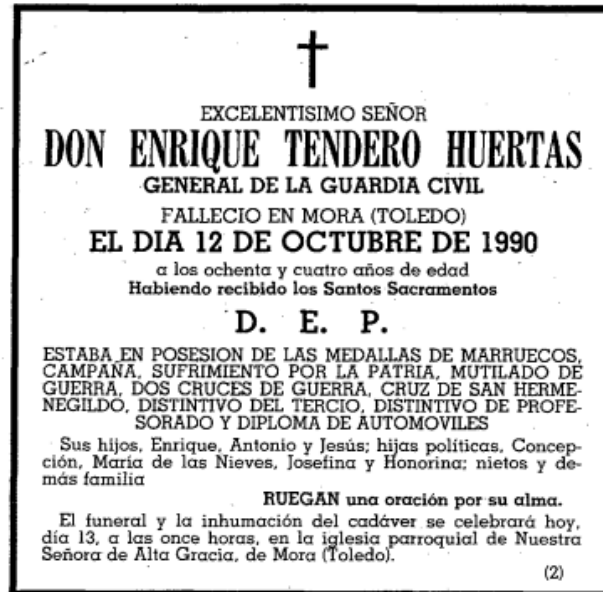 EXCELENTISIMO SEÑOR
DON ENRIQUE TENDERO HUERTAS
GENERAL DE LA GUARDIA CIVIL
FALLECIO EN MORA (TOLEDO)
EL DIA 12 DE OCTUBRE DE 1990
a los ochenta y cuatro años de edad
Habiendo recibido los Santos Sacramentos
D. E. P.
ESTABA EN POSESION DE LAS MEDALLAS DE MARRUECOS,
CAMPAÑA, SUFRIMIENTO POR LA PATRIA, MUTILADO DE
GUERRA, DOS CRUCES DE GUERRA, CRUZ DE SAN HERME-
NEGILDO, DISTINTIVO DEL TERCIO, DISTINTIVO DE PROFE-
SORADO Y DIPLOMA DE AUTOMOVILES
Sus hijos, Enrique, Antonio y Jesús; hijas políticas, Concep-
ción, María de las Nieves, Josefina y Honorina; nietos y de-
más familia
RUEGAN una oración por su alma.
El funeral y la inhumación del cadáver se celebrará hoy,
día 13, a las once horas, en la iglesia parroquial de Nuestra
Señora de Alta Gracia, de Mora (Toledo).
(2)